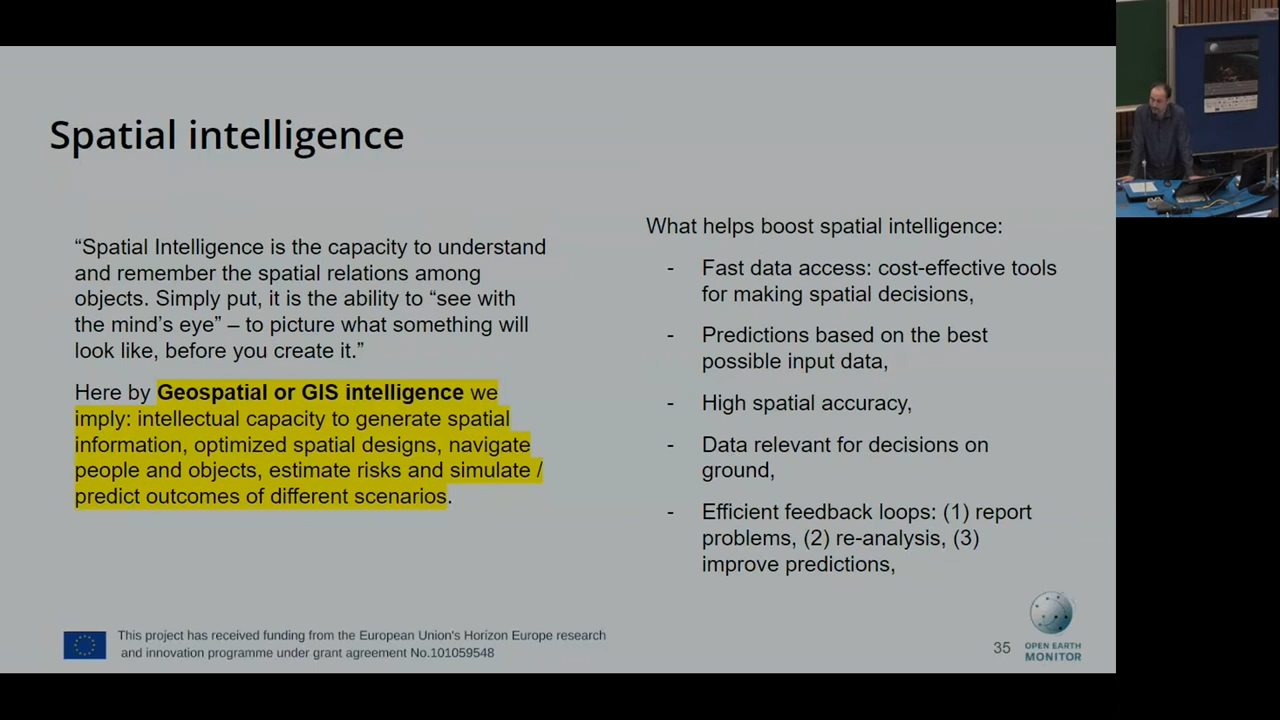 Spatial intelligence
“Spatial Intelligence is the capacity to understand
and remember the spatial relations among
objects. Simply put, it is the ability to “see with
the mind’s eye” – to picture what something will
look like, before you create it.”
Here by Geospatial or GIS intelligence we
imply: intellectual capacity to generate spatial
information, optimized spatial designs, navigate
people and objects, estimate risks and simulate /
predict outcomes of different scenarios.
What helps boost spatial intelligence:
- Fast data access: cost-effective tools
for making spatial decisions,
- Predictions based on the best
possible input data,
- High spatial accuracy,
- Data relevant for decisions on
ground,
- Efficient feedback loops: (1) report
problems, (2) re-analysis, (3)
improve predictions,
This project has received funding from the European Union's Horizon Europe research
and innovation programme under grant agreement No.101059548
35
OPEN EARTH
MONITOR